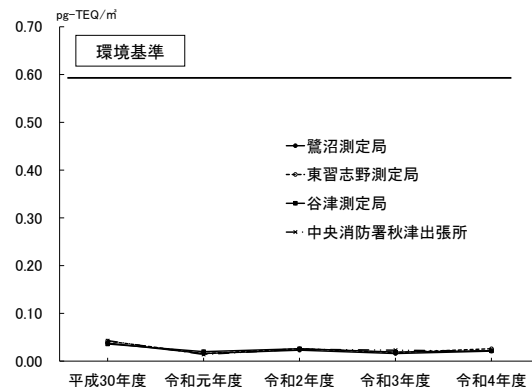 pg-TEQ/㎥
0.70
環境基準
0.60
0.50
0.40
0.30
0.20
0.10
0.00
鷺沼測定局
東習志野測定局
谷津測定局
中央消防署秋津出張所
平成30年度 令和元年度 令和2年度 令和3年度 令和4年度